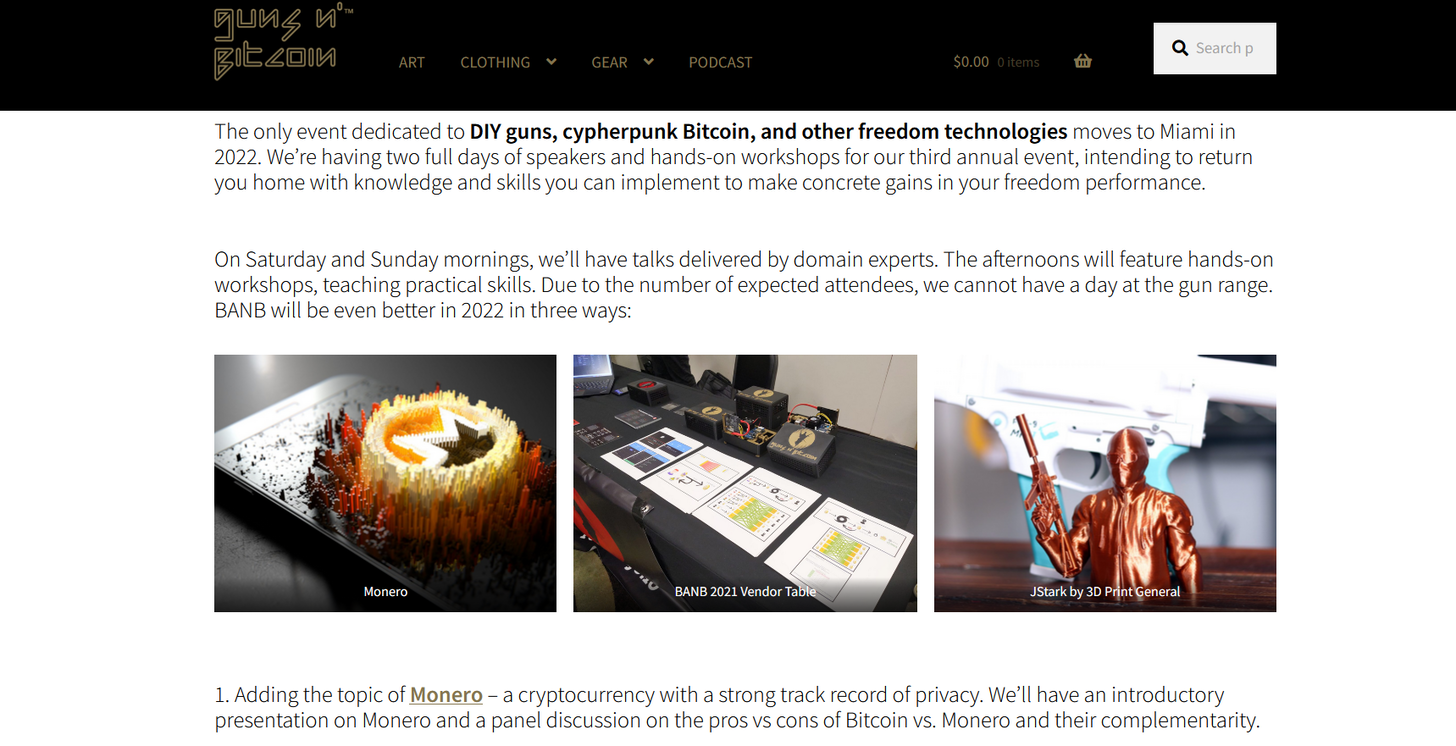 guns n'™
Bitcoin
ART CLOTHING GEAR PODCAST $0.00 0 items Search p
The only event dedicated to DIY guns, cypherpunk Bitcoin, and other freedom technologies moves to Miami in
2022. We’re having two full days of speakers and hands-on workshops for our third annual event, intending to return
you home with knowledge and skills you can implement to make concrete gains in your freedom performance.
On Saturday and Sunday mornings, we’ll have talks delivered by domain experts. The afternoons will feature hands-on
workshops, teaching practical skills. Due to the number of expected attendees, we cannot have a day at the gun range.
BANB will be even better in 2022 in three ways:
Monero
BANB 2021 Vendor Table
JStark by 3D Print General
1. Adding the topic of Monero – a cryptocurrency with a strong track record of privacy. We’ll have an introductory
presentation on Monero and a panel discussion on the pros vs cons of Bitcoin vs. Monero and their complementarity.